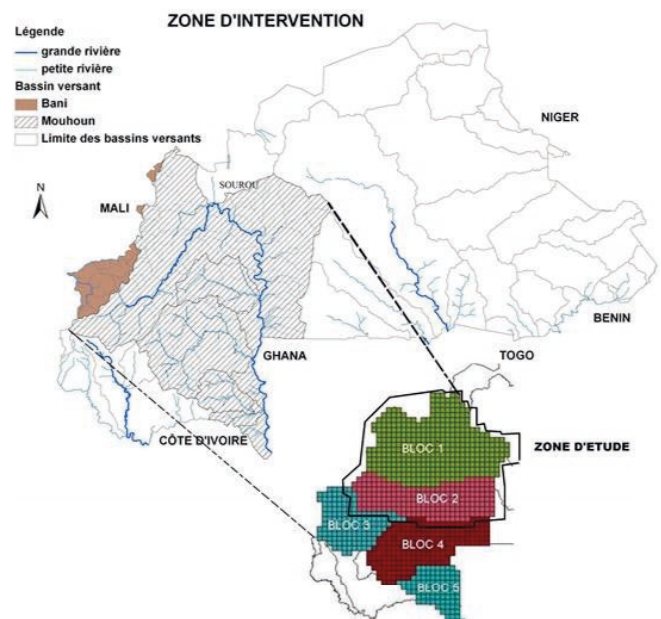 ZONE D'INTERVENTION
Légende
grande rivière
petite rivière
Bassin versant
Bani
Mouhoun
Limite des bassins versants
NIGER
N
MALI
SOUROU
BENIN
GHANA
TOGO
CÔTE D'IVOIRE
ZONE D'ETUDE
BLOC 1
BLOC 2
BLOC 3
BLOC 4
BLOC 5